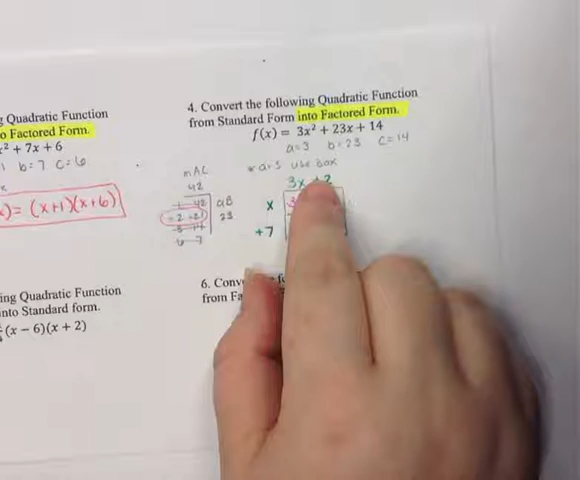 g Quadratic Function
o Factored Form.
x² + 7x + 6
b=7 c=6
)= (x+1)(x+6)
4. Convert the following Quadratic Function
from Standard Form into Factored Form.
f(x) = 3x² + 23x + 14
a=3 b=23 c=14
a=3 use box
mAC
42
aB
23
1 42
2 21
3 14
6 7
3x +2
x
+7
ing Quadratic Function
nto Standard form.
(x − 6)(x + 2)
6. Conv
from Fa